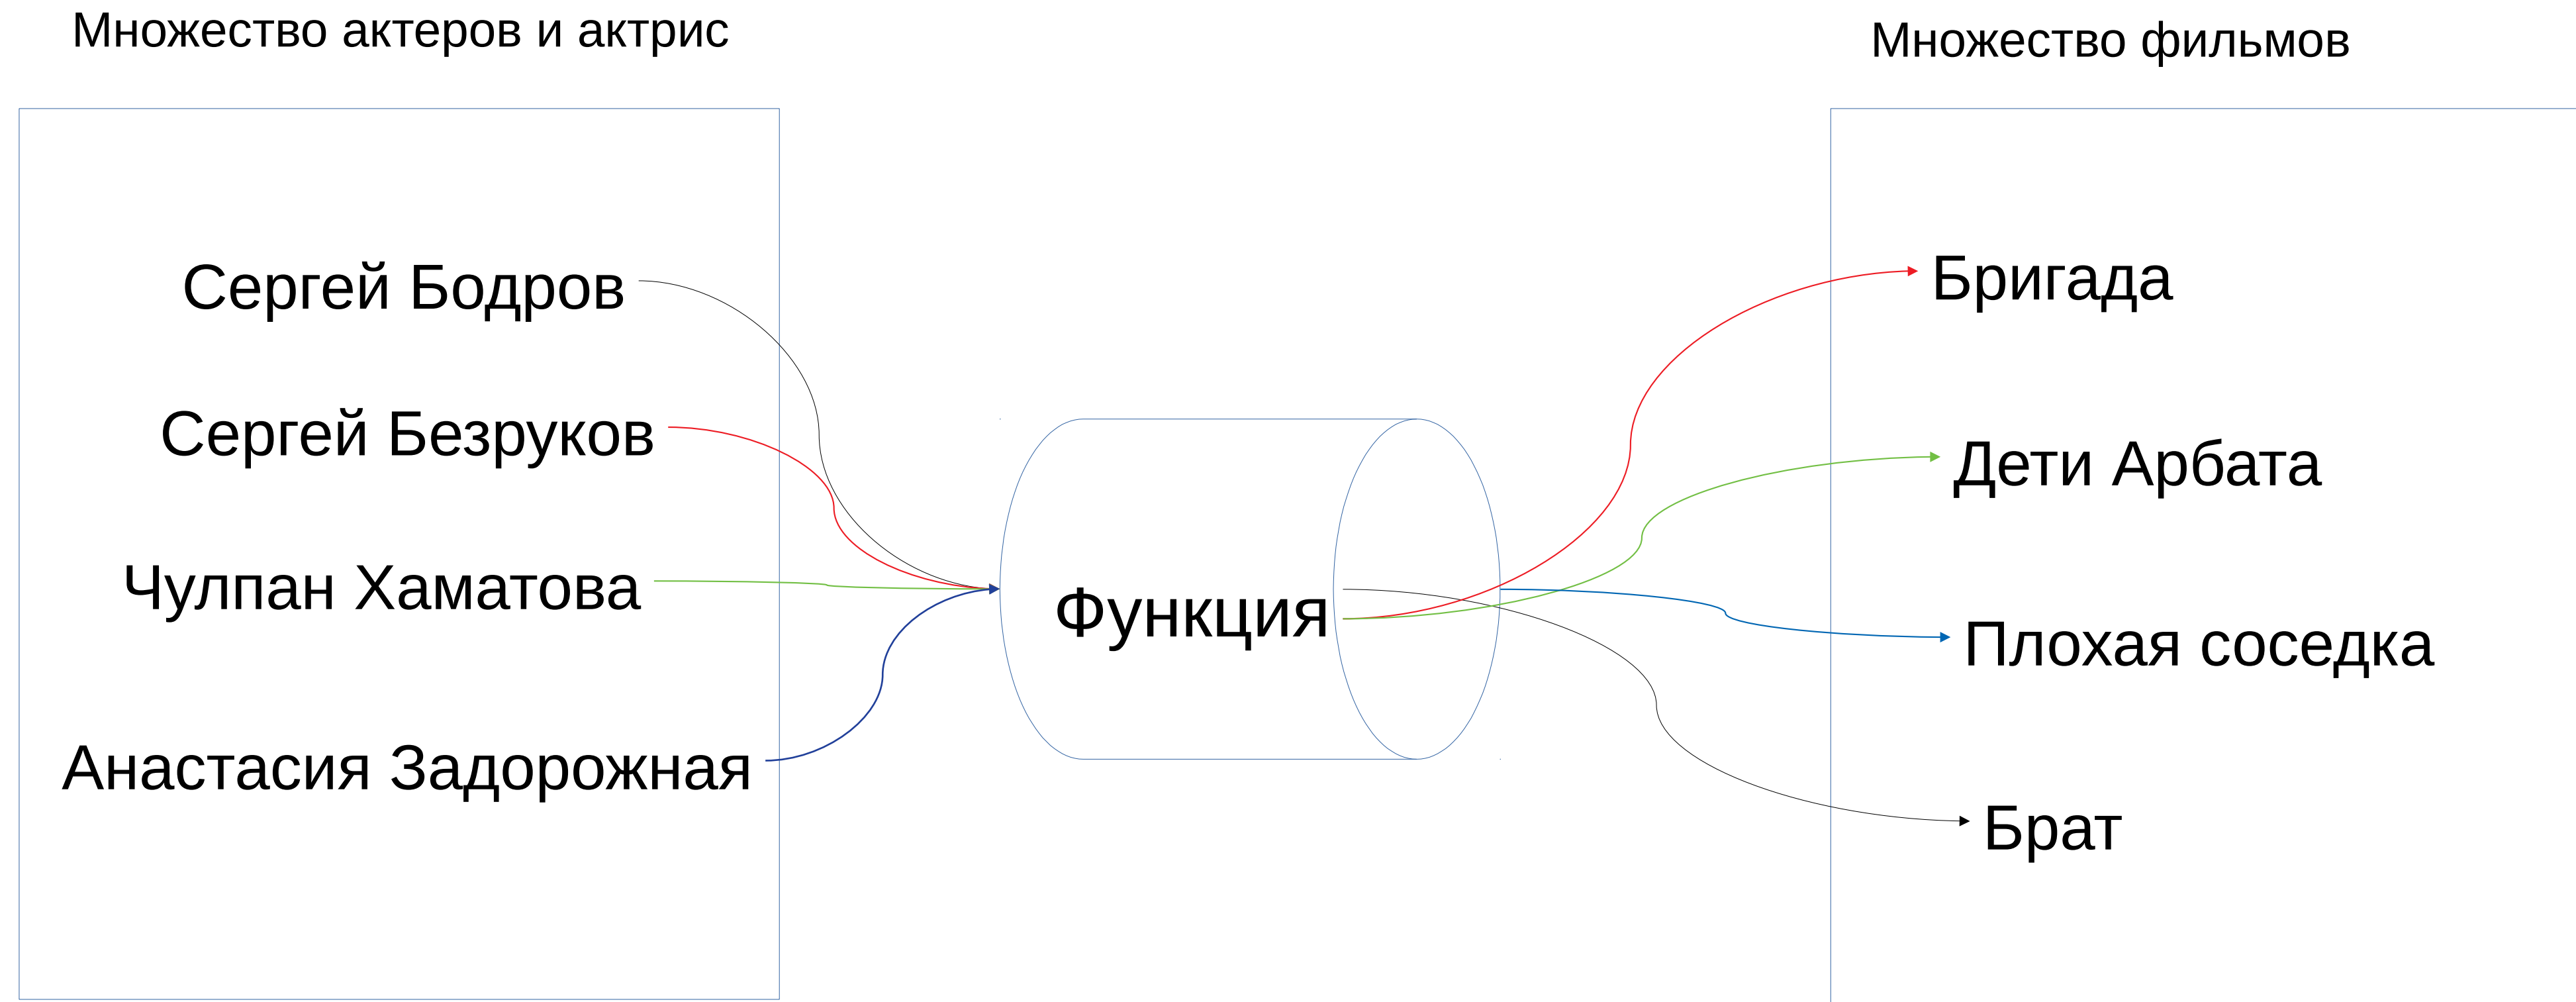 Множество актеров и актрис
Множество фильмов
Сергей Бодров
Сергей Безруков
Чулпан Хаматова
Анастасия Задорожная
Функция
Бригада
Дети Арбата
Плохая соседка
Брат